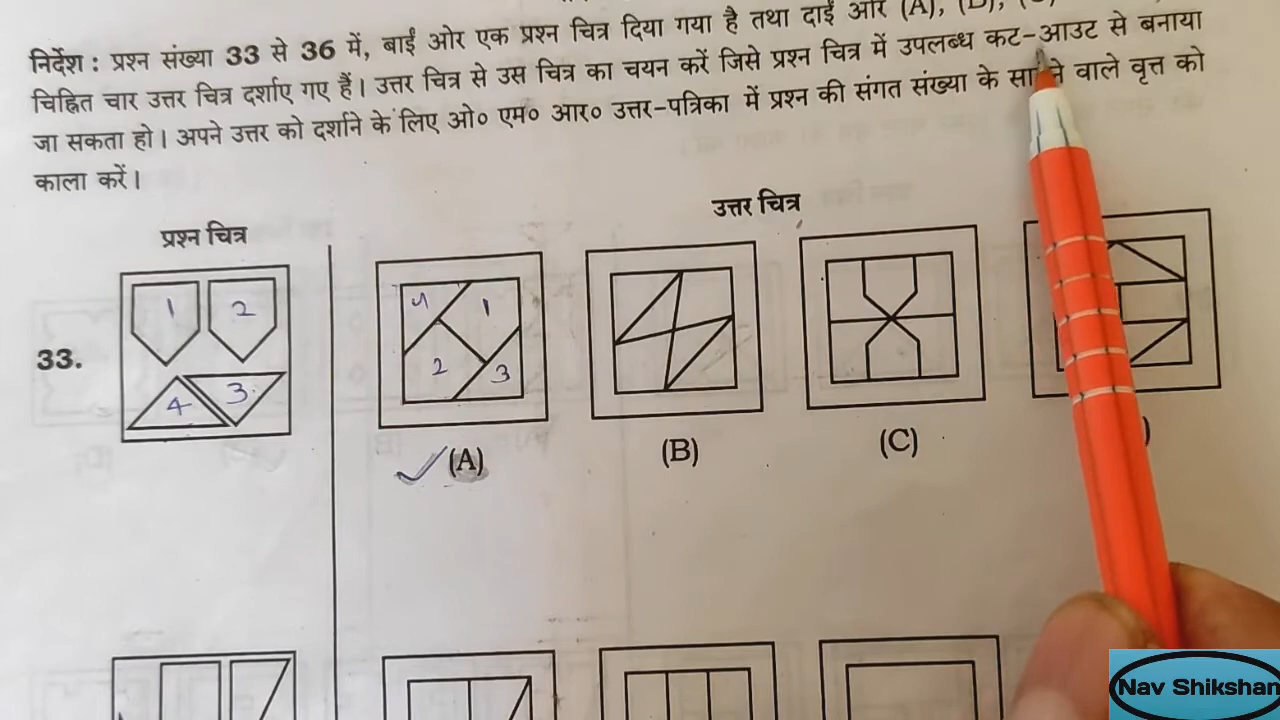 निर्देश : प्रश्न संख्या 33 से 36 में, बाईं ओर एक प्रश्न चित्र दिया गया है तथा दाईं ओर (A), (B), (C)
चिह्नित चार उत्तर चित्र दर्शाए गए हैं। उत्तर चित्र से उस चित्र का चयन करें जिसे प्रश्न चित्र में उपलब्ध कट-आउट से बनाया
जा सकता हो। अपने उत्तर को दर्शाने के लिए ओ० एम० आर० उत्तर-पत्रिका में प्रश्न की संगत संख्या के सामने वाले वृत्त को
काला करें।
प्रश्न चित्र
उत्तर चित्र
33.
1 2
4 3
4 1
2 3
(A) (B) (C)
Nav Shikshan